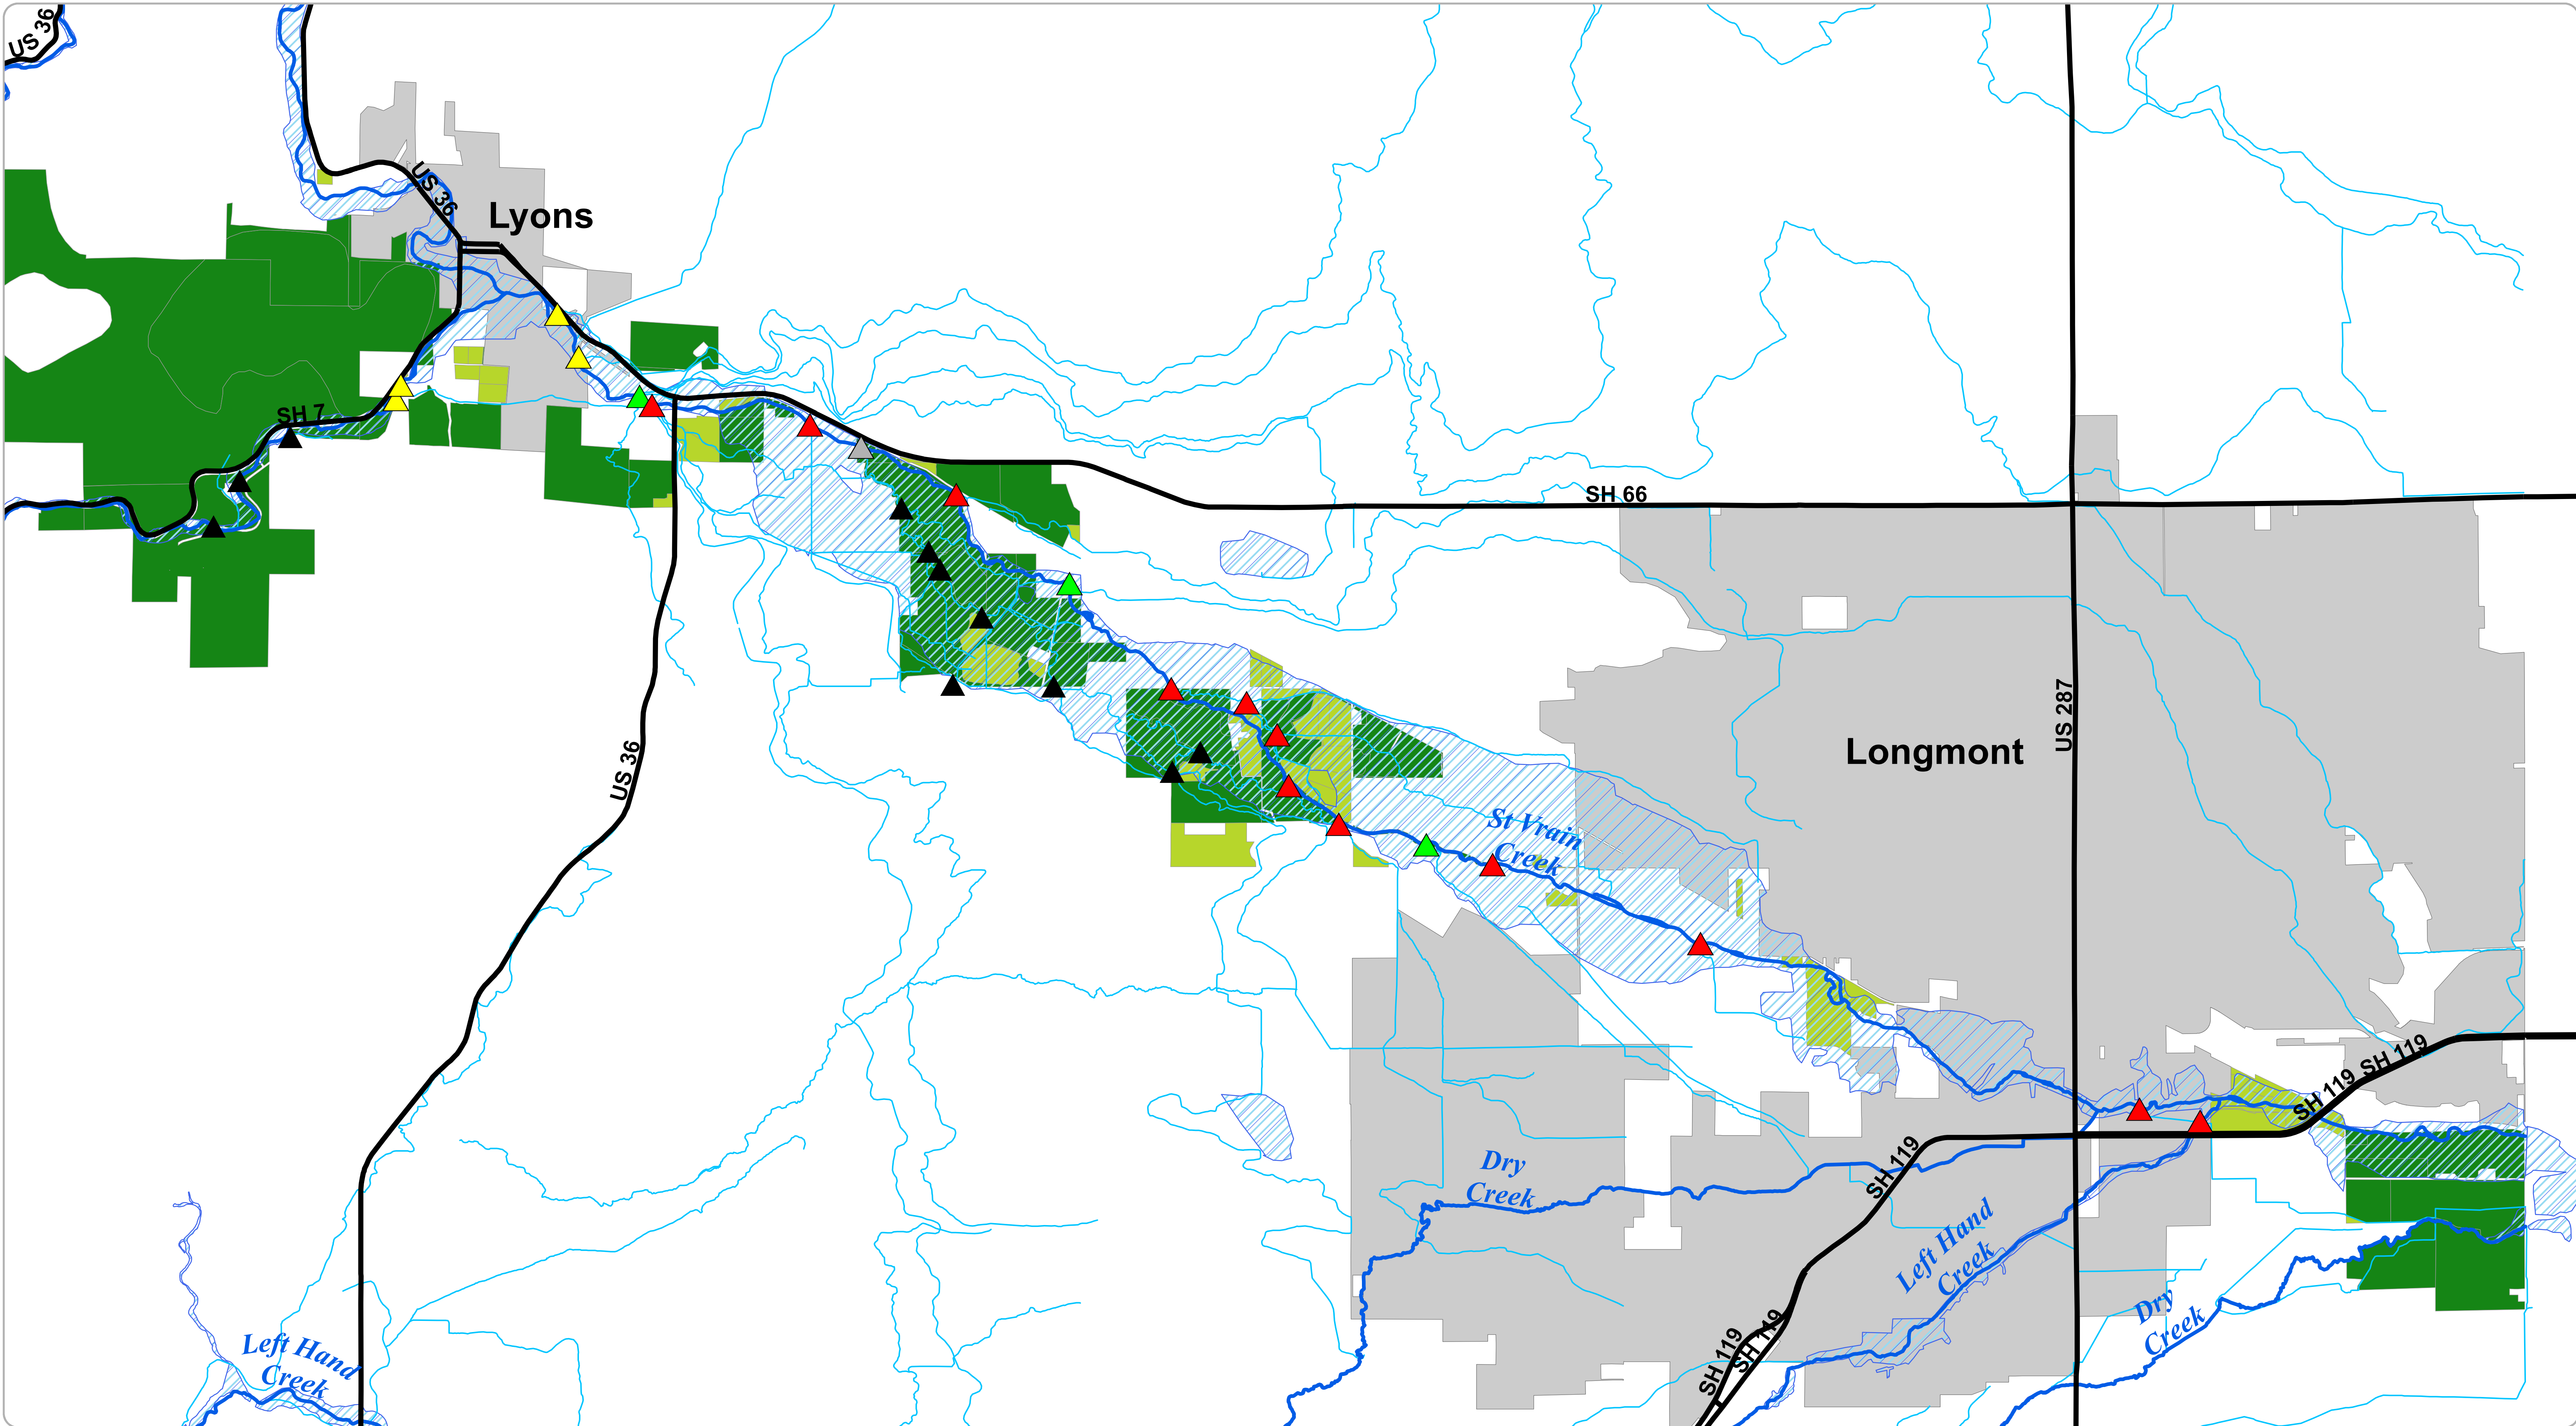 US 36
US 36
Lyons
SH 7
SH 66
US 287
Longmont
US 36
St Vrain
Creek
SH 119
SH 119
Dry
Creek
SH 119
Left Hand
Creek
Dry
Creek
SH 119
SH 119
Left Hand
Creek